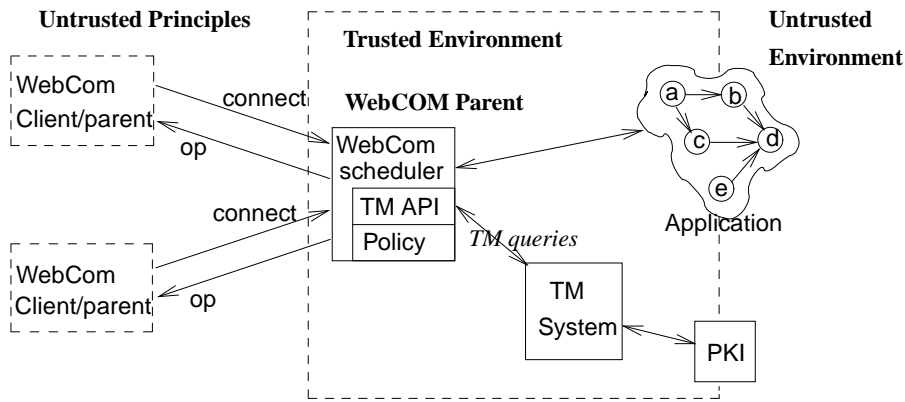 Untrusted Principles
Trusted Environment
Untrusted
Environment
WebCom
Client/parent
connect
op
WebCOM Parent
WebCom
scheduler
TM API
Policy
a
b
c
d
e
Application
connect
op
TM queries
WebCom
Client/parent
TM
System
PKI